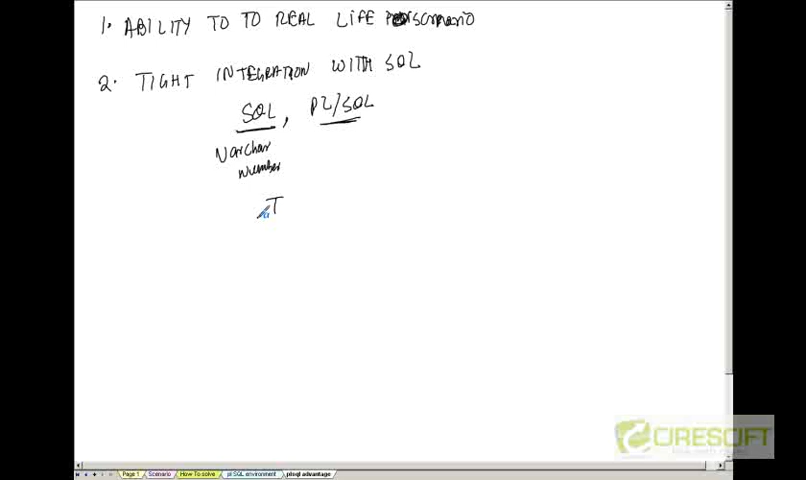 1. ABILITY TO TO REAL LIFE
2. TIGHT INTEGRATION WITH SQL
SQL, PL/SQL
Varchar
Number
T
CIRESOFT
Page 1 Scenario How To solve pl SQL environment plsql advantage